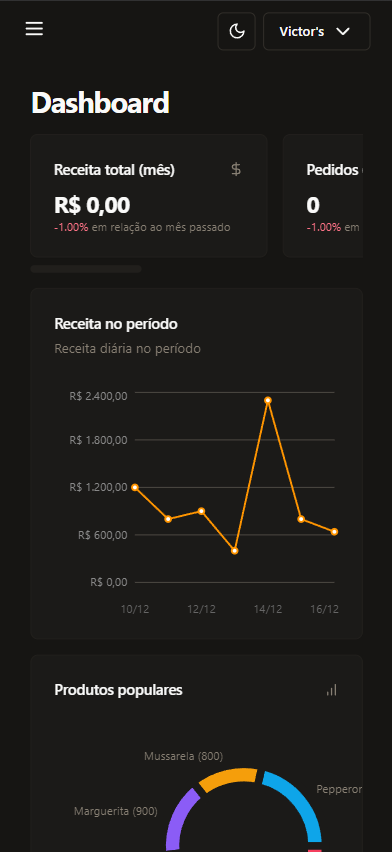 Victor's
Dashboard
Receita total (mês)
R$ 0,00
-1.00% em relação ao mês passado
Pedidos
0
-1.00% em
Receita no período
Receita diária no período
R$ 2.400,00
R$ 1.800,00
R$ 1.200,00
R$ 600,00
R$ 0,00
10/12 12/12 14/12 16/12
Produtos populares
Mussarela (800)
Pepperor
Marguerita (900)